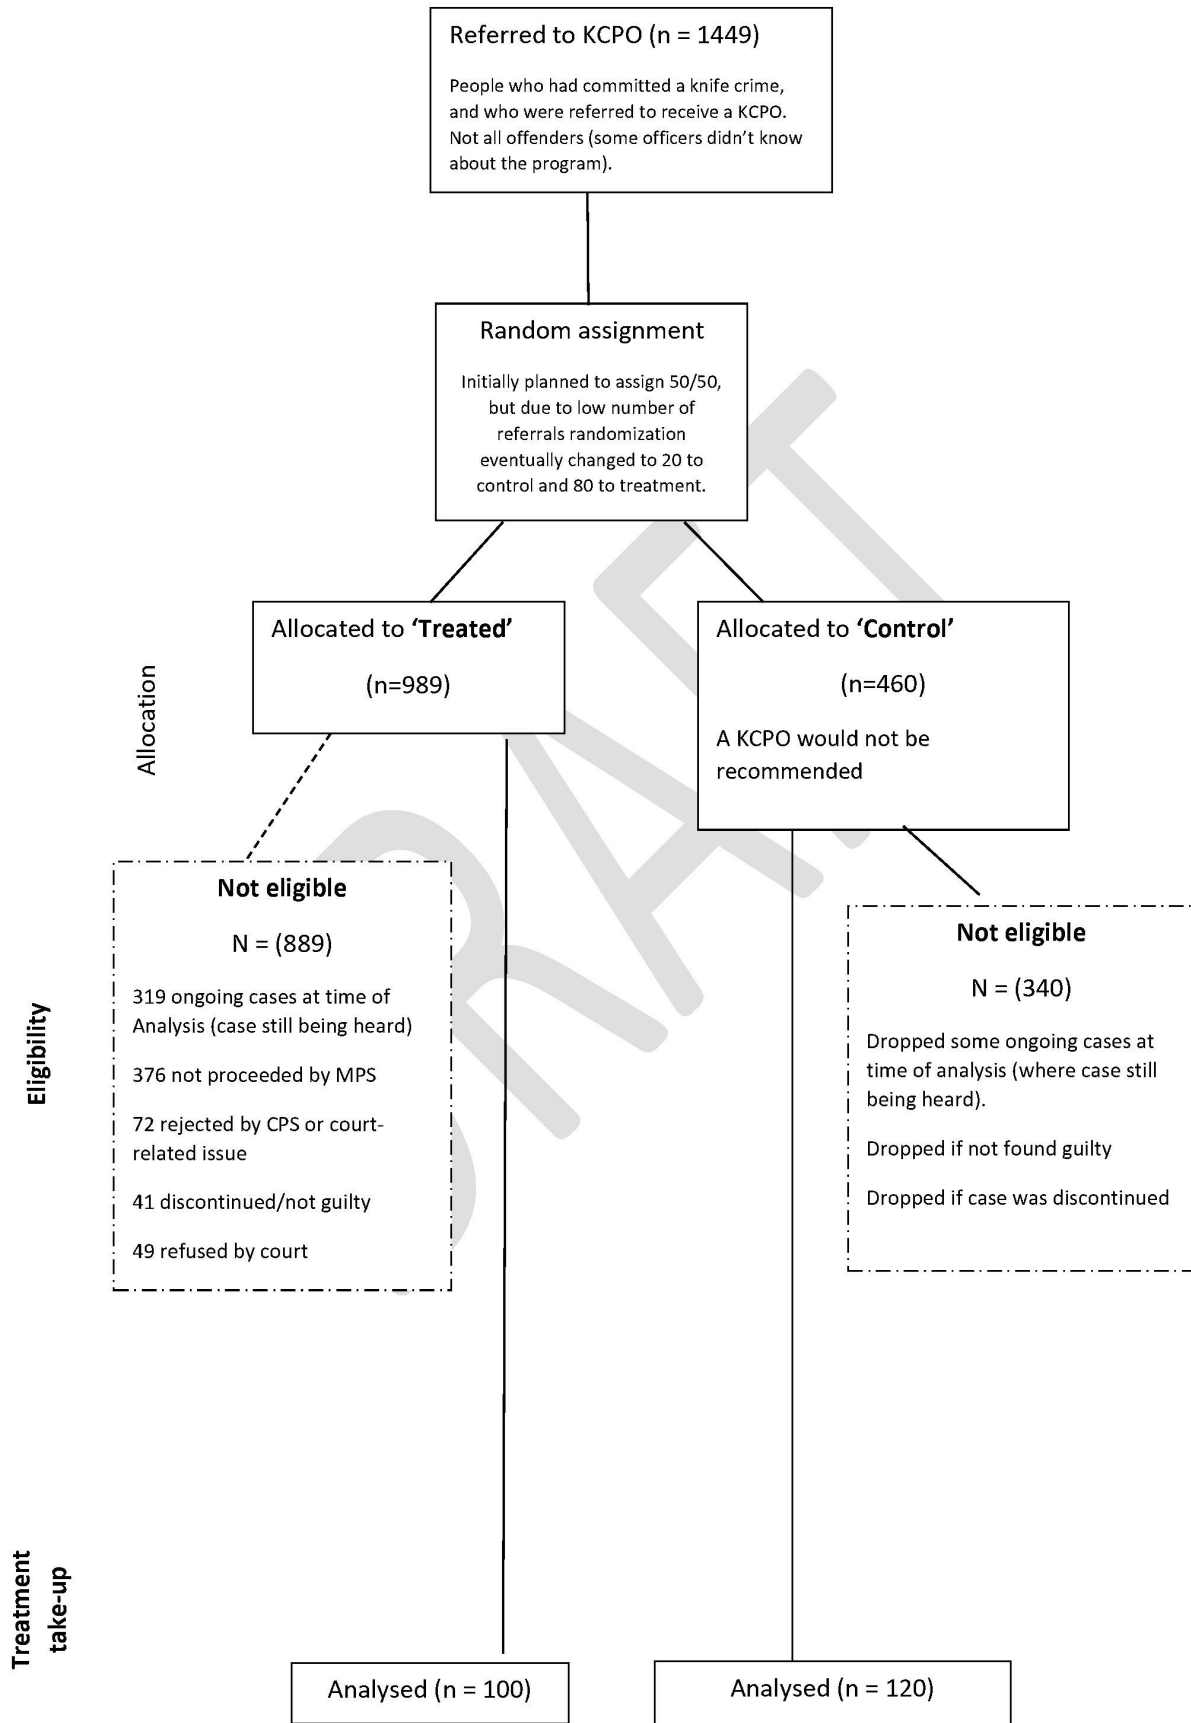 Referred to KCPO (n = 1449)
People who had committed a knife crime,
and who were referred to receive a KCPO.
Not all offenders (some officers didn't know
about the program).
Random assignment
Initially planned to assign 50/50,
but due to low number of
referrals randomization
eventually changed to 20 to
control and 80 to treatment.
DRAFT
Allocation
Allocated to 'Treated'
(n=989)
Allocated to 'Control'
(n=460)
A KCPO would not be
recommended
Eligibility
Not eligible
N = (889)
319 ongoing cases at time of
Analysis (case still being heard)
376 not proceeded by MPS
72 rejected by CPS or court-
related issue
41 discontinued/not guilty
49 refused by court
Not eligible
N = (340)
Dropped some ongoing cases at
time of analysis (where case still
being heard).
Dropped if not found guilty
Dropped if case was discontinued
Treatment
take-up
Analysed (n = 100)
Analysed (n = 120)